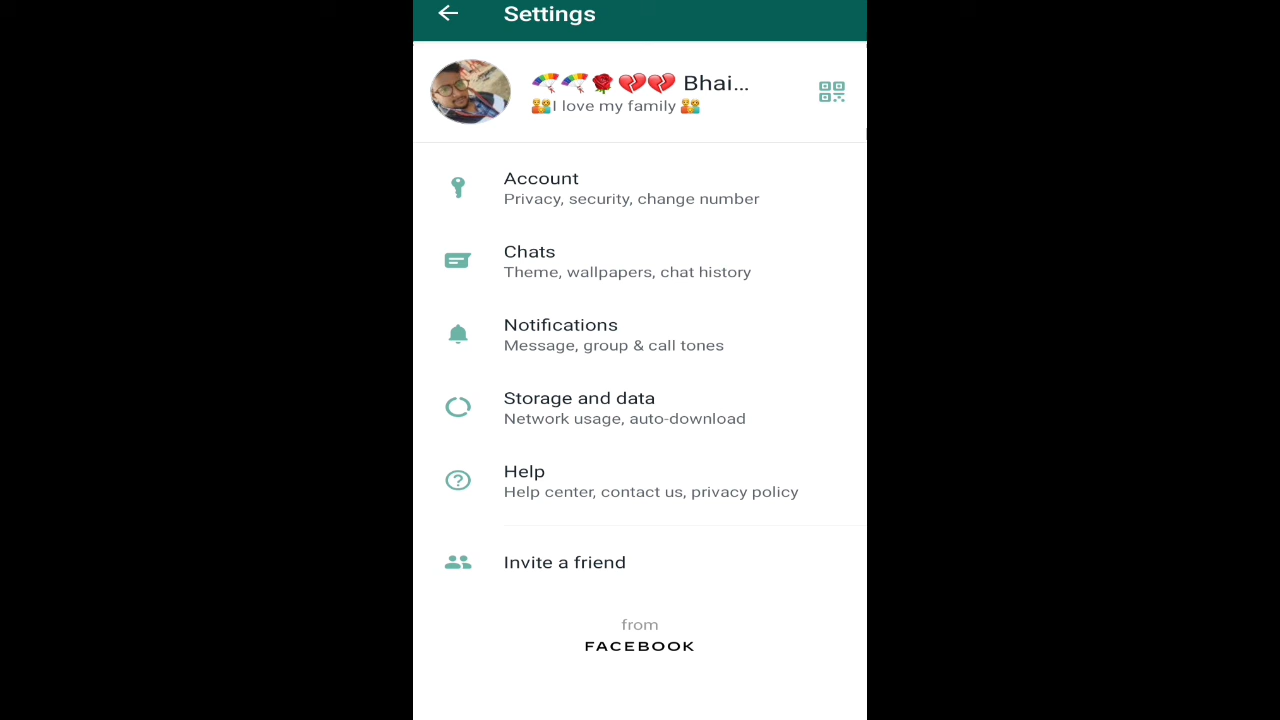 Settings
🪁🪁🌹💔💔 Bhai...
👨‍👩‍👦I love my family 👨‍👩‍👦
Account
Privacy, security, change number
Chats
Theme, wallpapers, chat history
Notifications
Message, group & call tones
Storage and data
Network usage, auto-download
Help
Help center, contact us, privacy policy
Invite a friend
from
FACEBOOK